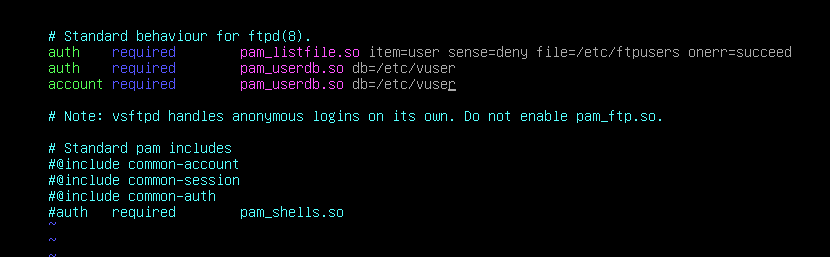 # Standard behaviour for ftpd(8).
auth    required        pam_listfile.so item=user sense=deny file=/etc/ftpusers onerr=succeed
auth    required        pam_userdb.so db=/etc/vuser
account required        pam_userdb.so db=/etc/vuser

# Note: vsftpd handles anonymous logins on its own. Do not enable pam_ftp.so.

# Standard pam includes
#@include common-account
#@include common-session
#@include common-auth
#auth   required        pam_shells.so
~
~
~